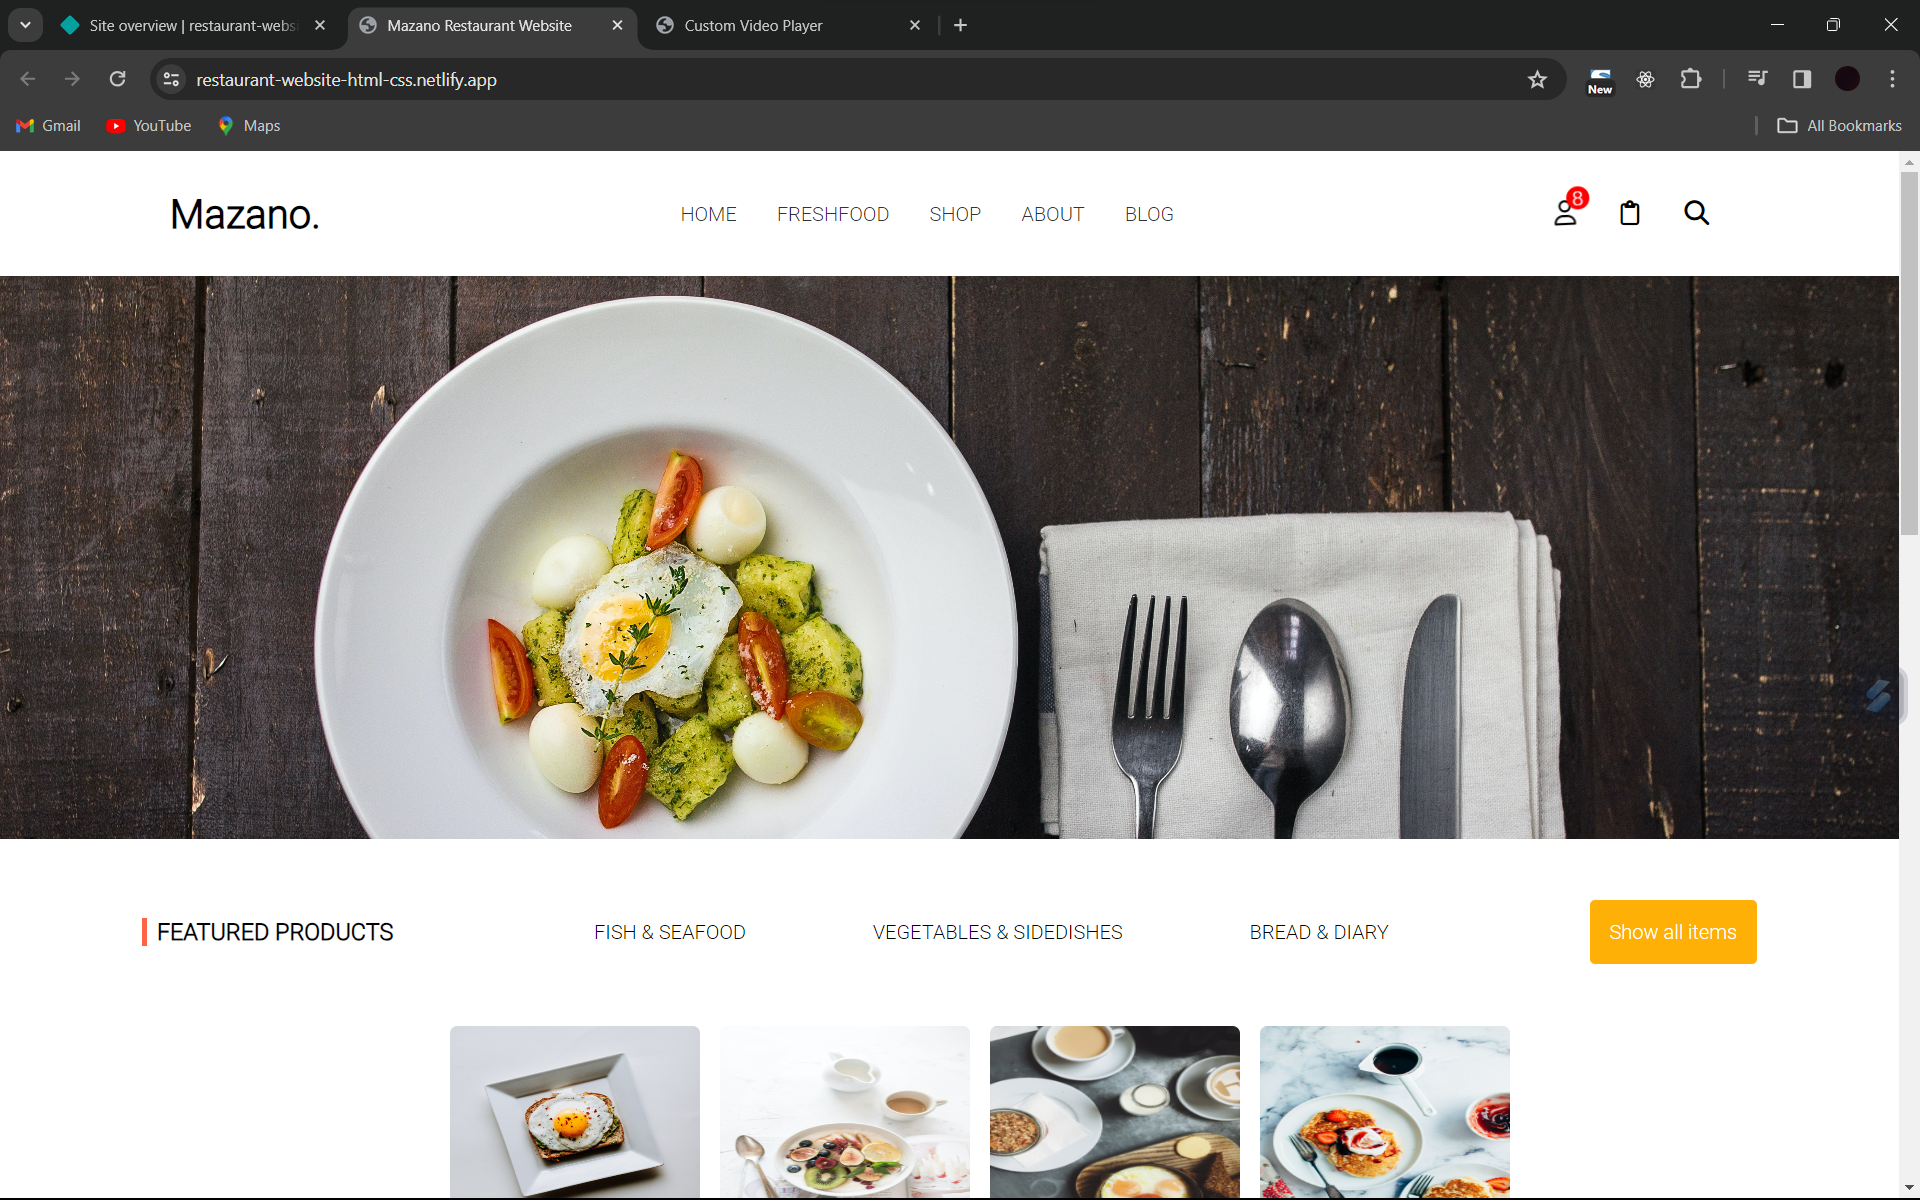 Site overview | restaurant-websi
Mazano Restaurant Website
Custom Video Player
restaurant-website-html-css.netlify.app
New
Gmail
YouTube
Maps
All Bookmarks
Mazano.
HOME
FRESHFOOD
SHOP
ABOUT
BLOG
8
FEATURED PRODUCTS
FISH & SEAFOOD
VEGETABLES & SIDEDISHES
BREAD & DIARY
Show all items